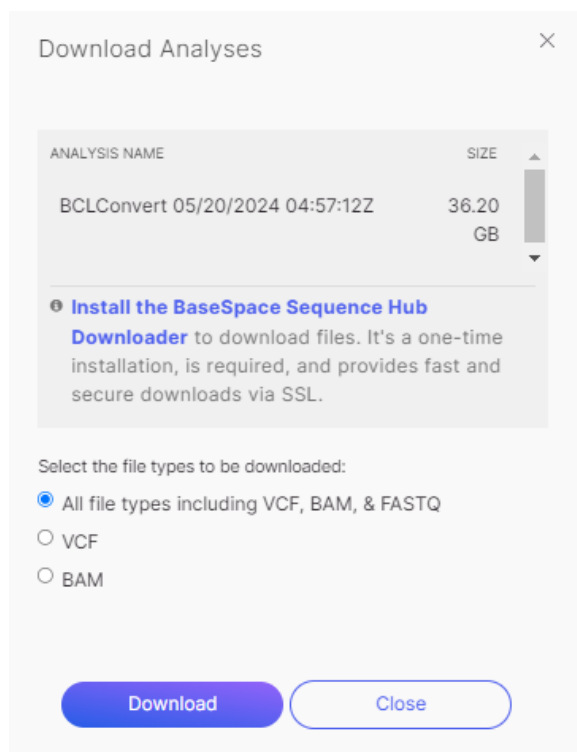 Download Analyses
ANALYSIS NAME SIZE
BCLConvert 05/20/2024 04:57:12Z 36.20
GB
Install the BaseSpace Sequence Hub
Downloader to download files. It's a one-time
installation, is required, and provides fast and
secure downloads via SSL.
Select the file types to be downloaded:
All file types including VCF, BAM, & FASTQ
VCF
BAM
Download Close